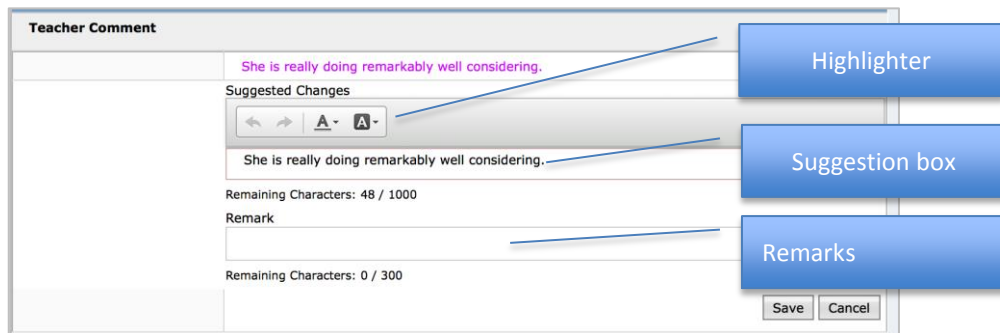 Teacher Comment
She is really doing remarkably well considering.
Highlighter
Suggested Changes
A A
She is really doing remarkably well considering.
Suggestion box
Remaining Characters: 48 / 1000
Remark
Remarks
Remaining Characters: 0 / 300
Save Cancel